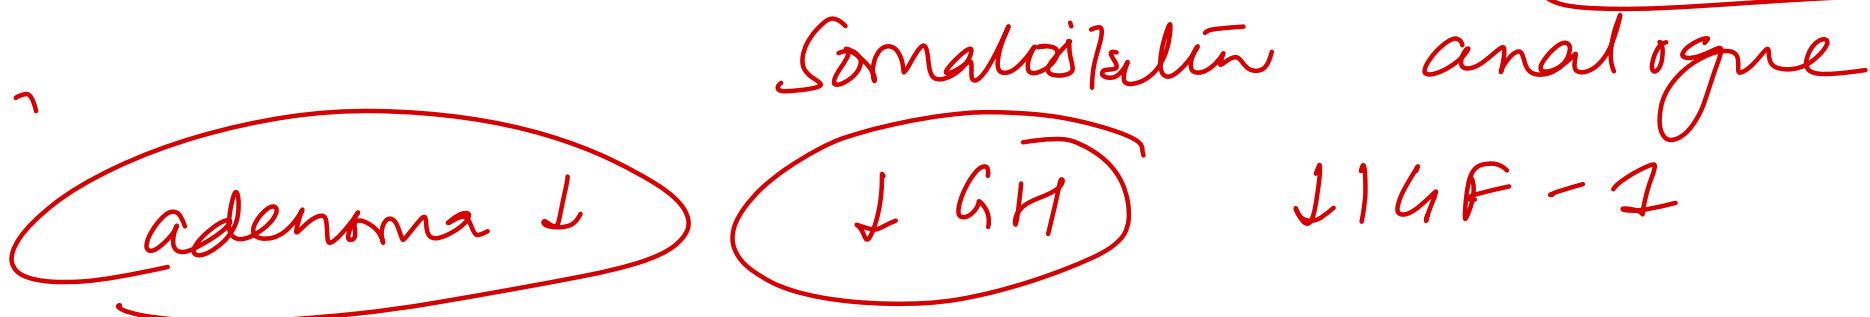 Somatostatin analogue
adenoma ↓ ↓ GH ↓ IGF-1